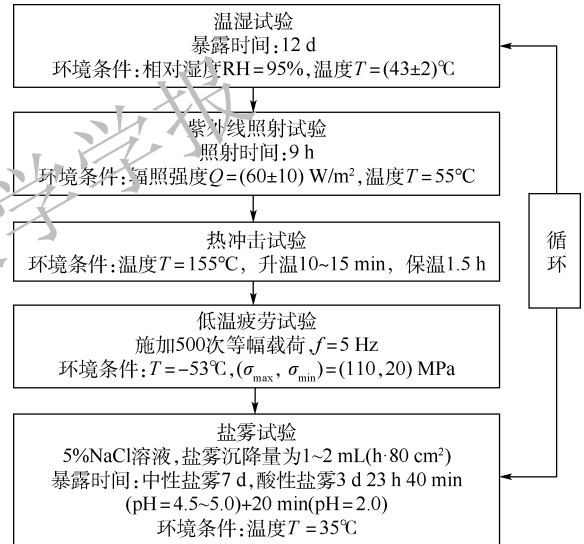 温湿试验
暴露时间:12 d
环境条件:相对湿度RH=95%,温度T=(43±2)℃
紫外线照射试验
照射时间:9 h
环境条件:辐照强度Q=(60±10) W/m²,温度T=55℃
热冲击试验
环境条件:温度T=155℃，升温10~15 min，保温1.5 h
低温疲劳试验
施加500次等幅载荷,f=5 Hz
环境条件:T=-53℃,(σmax, σmin)=(110,20) MPa
盐雾试验
5%NaCl溶液,盐雾沉降量为1~2 mL(h·80 cm²)
暴露时间:中性盐雾7 d,酸性盐雾3 d 23 h 40 min
(pH=4.5~5.0)+20 min(pH=2.0)
环境条件:温度T=35℃
循环
学学报